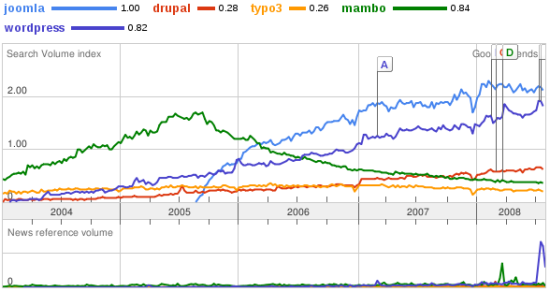 joomla 1.00 drupal 0.28 typo3 0.26 mambo 0.84
wordpress 0.82
Search Volume index
A
D
2.00
1.00
2004 2005 2006 2007 2008
News reference volume
0